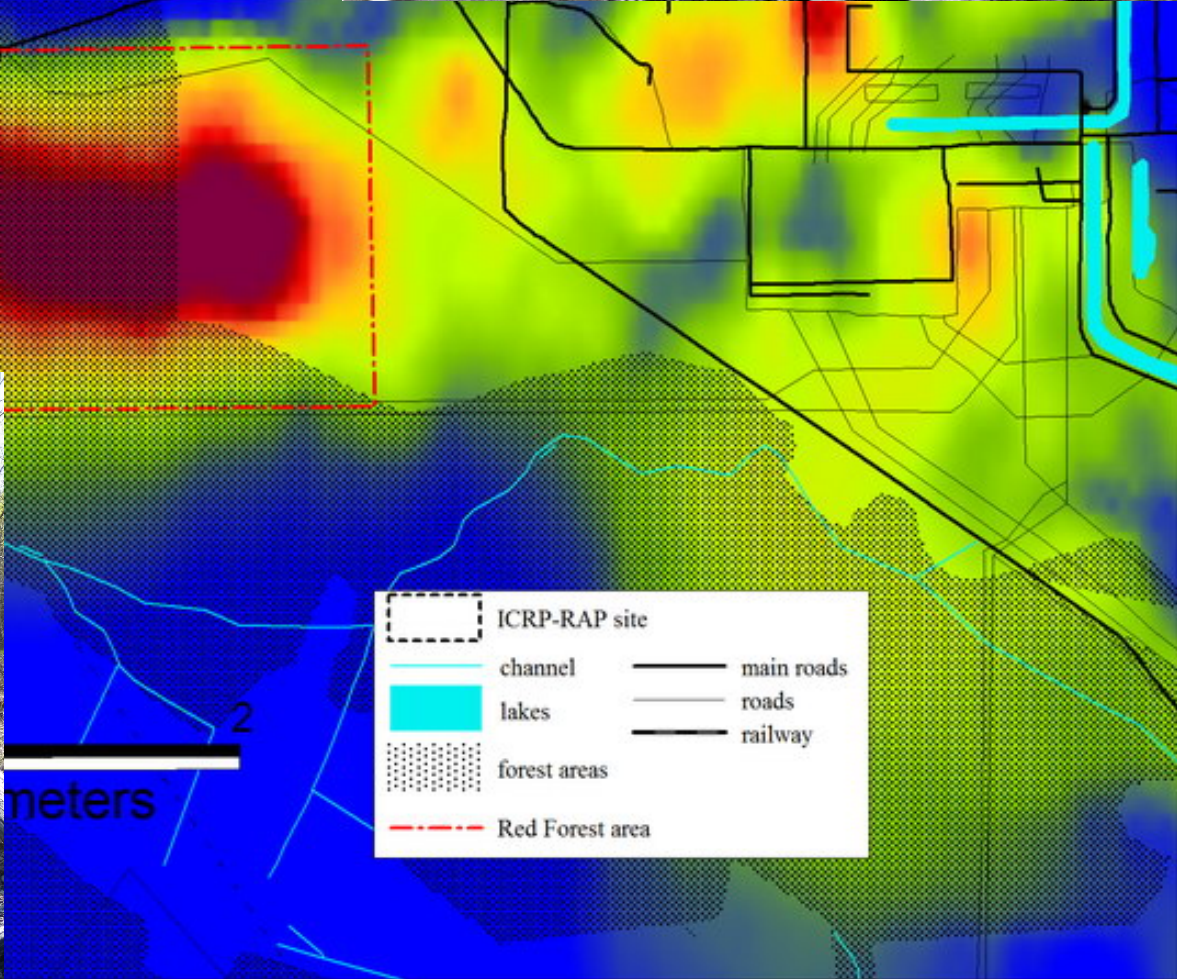 ICRP-RAP site
channel
main roads
lakes
roads
railway
forest areas
Red Forest area
2
meters